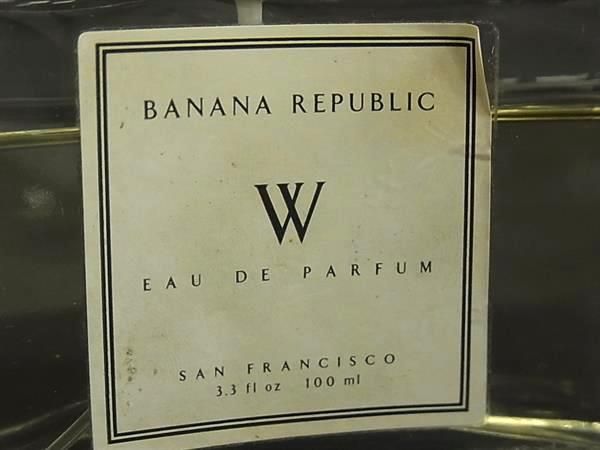 BANANA REPUBLIC
W
EAU DE PARFUM
SAN FRANCISCO
3.3 fl oz 100 ml